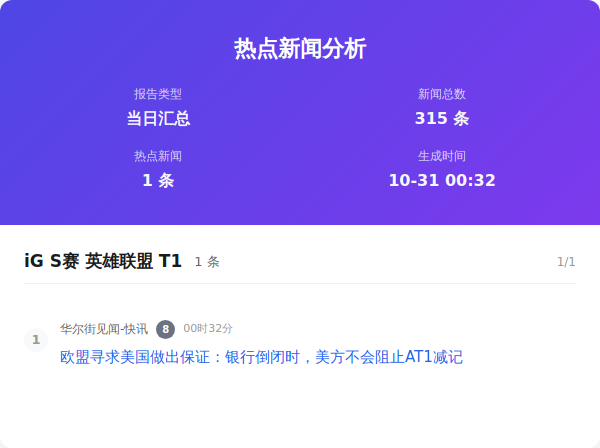 热点新闻分析
报告类型
新闻总数
当日汇总
315 条
热点新闻
生成时间
1 条
10-31 00:32
iG S赛 英雄联盟 T1 1 条 1/1
1 华尔街见闻-快讯 8 00时32分
欧盟寻求美国做出保证：银行倒闭时，美方不会阻止AT1减记